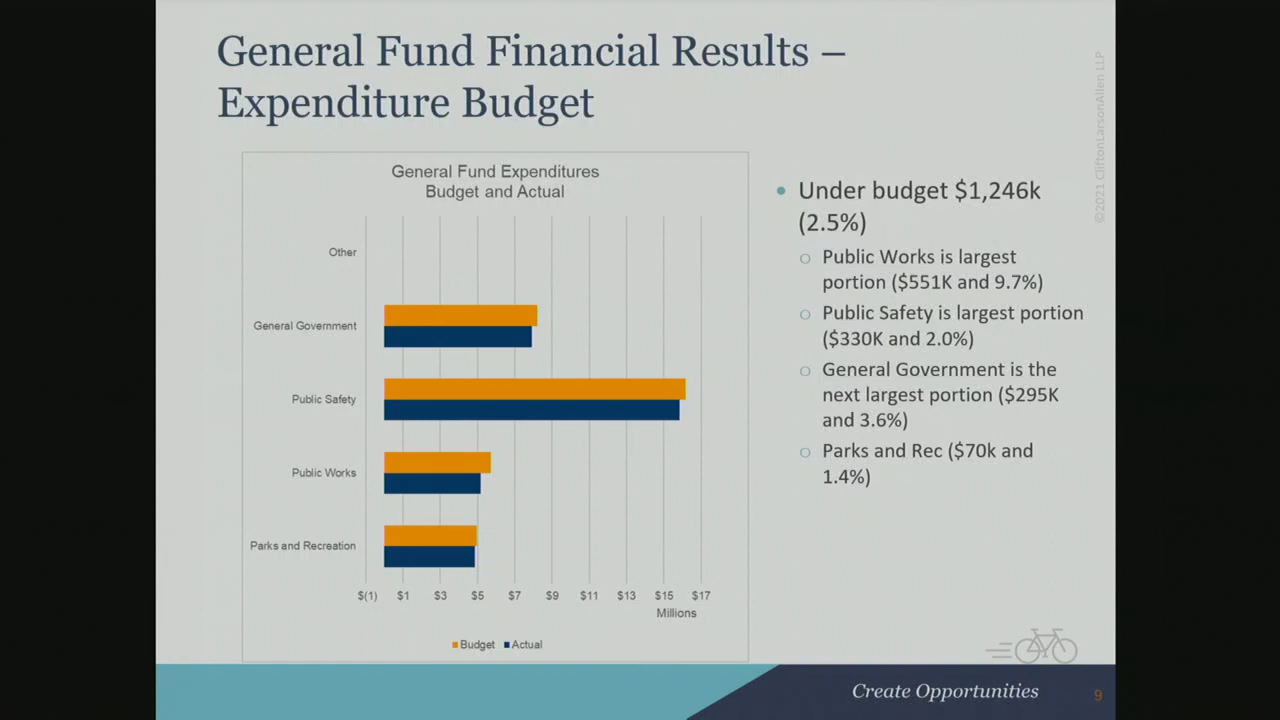 General Fund Financial Results –
Expenditure Budget
©2021 CliftonLarsonAllen LLP
General Fund Expenditures
Budget and Actual
Other
General Government
Public Safety
Public Works
Parks and Recreation
$(1) $1 $3 $5 $7 $9 $11 $13 $15 $17
Millions
Budget Actual
• Under budget $1,246k
(2.5%)
o Public Works is largest
portion ($551K and 9.7%)
o Public Safety is largest portion
($330K and 2.0%)
o General Government is the
next largest portion ($295K
and 3.6%)
o Parks and Rec ($70k and
1.4%)
Create Opportunities
9